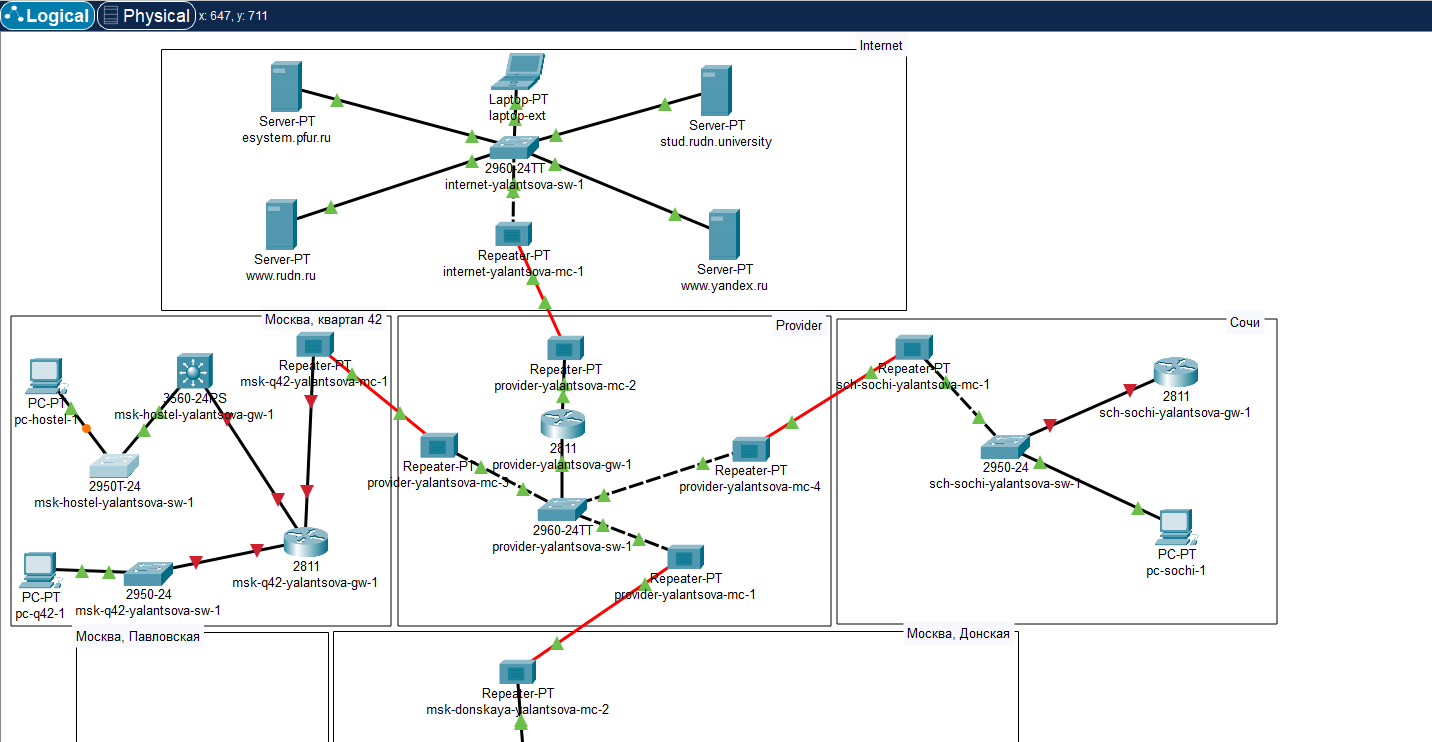 Logical
Physical
x: 647, y: 711
Internet
Server-PT
esystem.pfur.ru
Laptop-PT
laptop-ext
Server-PT
stud.rudn.university
2960-24TT
internet-yalantsova-sw-1
Server-PT
www.rudn.ru
Repeater-PT
internet-yalantsova-mc-1
Server-PT
www.yandex.ru
Москва, квартал 42
Repeater-PT
msk-q42-yalantsova-mc-1
PC-PT
pc-hostel-1
3560-24PS
msk-hostel-yalantsova-gw-1
2950T-24
msk-hostel-yalantsova-sw-1
PC-PT
pc-q42-1
2950-24
msk-q42-yalantsova-sw-1
2811
msk-q42-yalantsova-gw-1
Provider
Repeater-PT
provider-yalantsova-mc-2
2811
provider-yalantsova-gw-1
Repeater-PT
provider-yalantsova-mc-3
Repeater-PT
provider-yalantsova-mc-4
2960-24TT
provider-yalantsova-sw-1
Repeater-PT
provider-yalantsova-mc-1
Сочи
Repeater-PT
sch-sochi-yalantsova-mc-1
2811
sch-sochi-yalantsova-gw-1
2950-24
sch-sochi-yalantsova-sw-1
PC-PT
pc-sochi-1
Москва, Павловская
Москва, Донская
Repeater-PT
msk-donskaya-yalantsova-mc-2